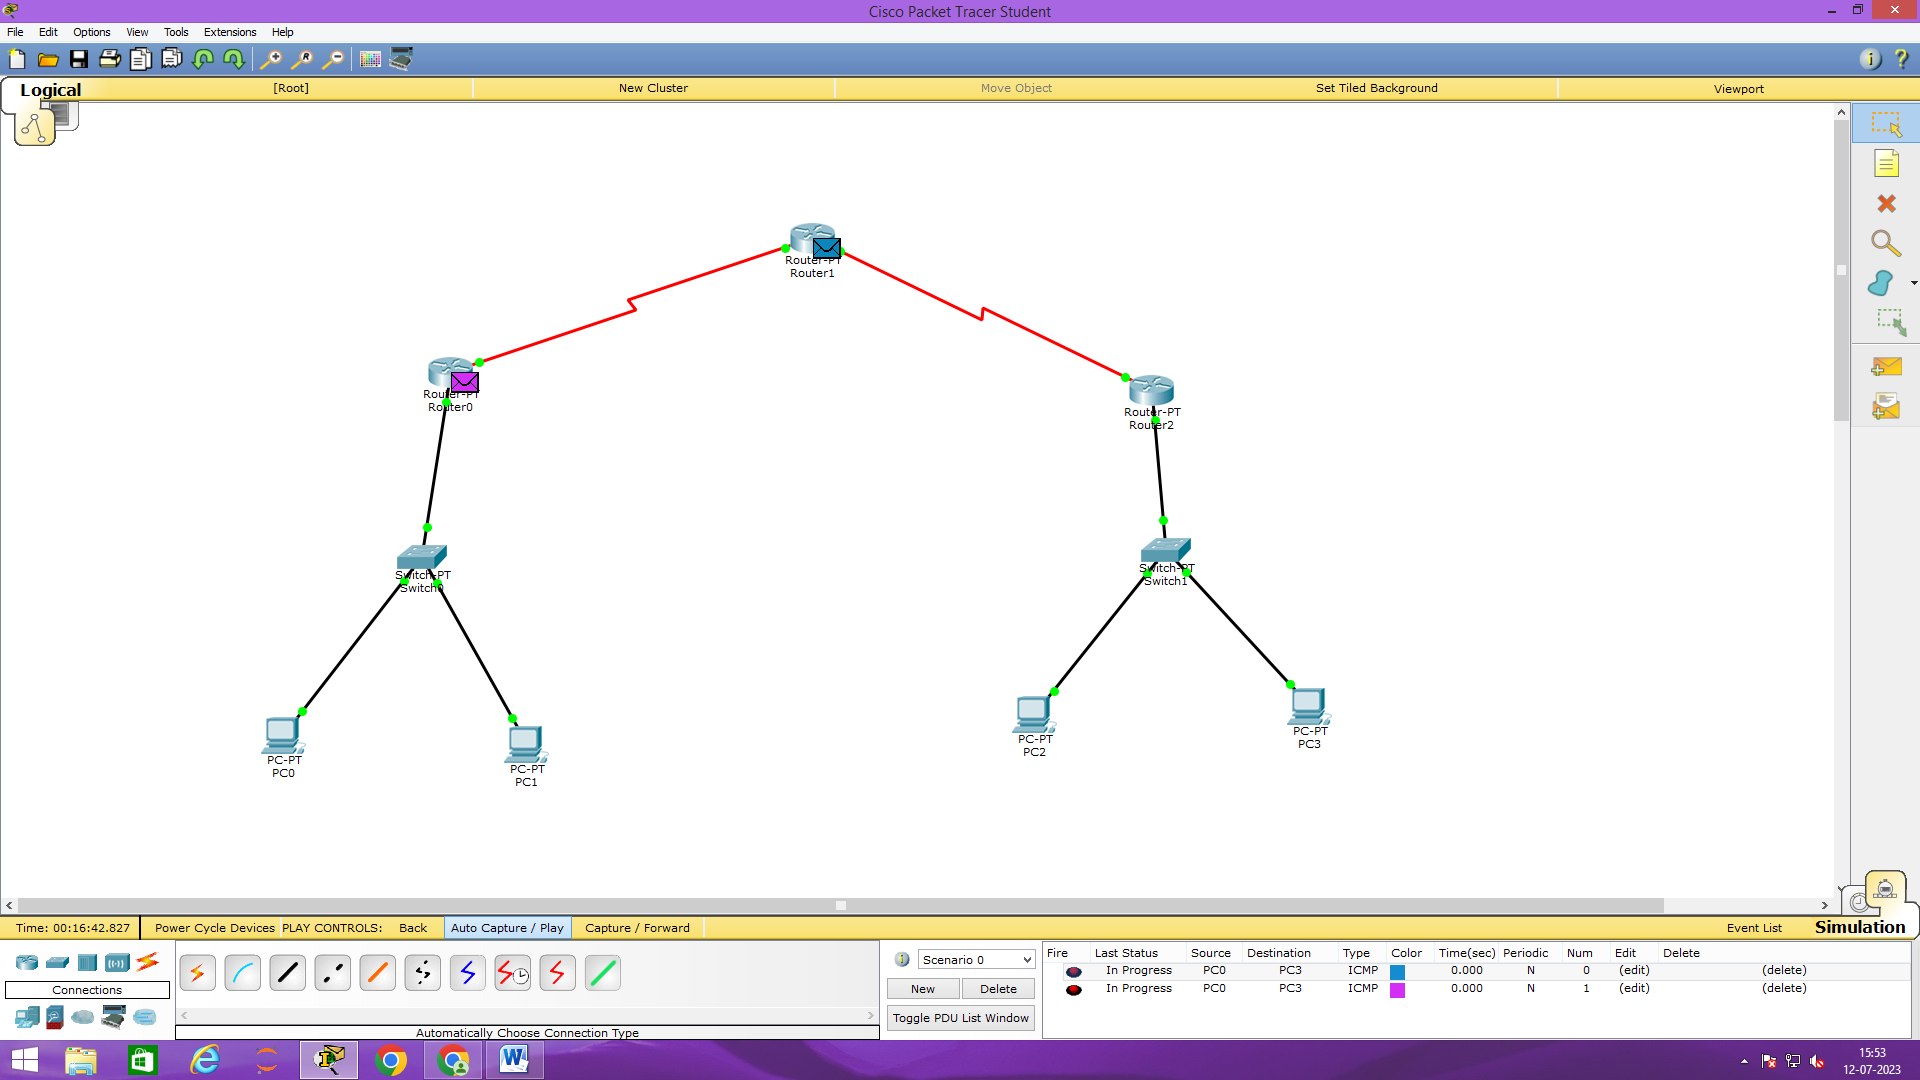 Cisco Packet Tracer Student
File Edit Options View Tools Extensions Help
Logical [Root] New Cluster Move Object Set Tiled Background Viewport
Router-PT
Router1
Router-PT
Router0
Router-PT
Router2
Switch-PT
Switch0
Switch-PT
Switch1
PC-PT
PC0
PC-PT
PC1
PC-PT
PC2
PC-PT
PC3
Time: 00:16:42.827 Power Cycle Devices PLAY CONTROLS: Back Auto Capture / Play Capture / Forward Event List Simulation
Connections
Automatically Choose Connection Type
Scenario 0
New Delete
Toggle PDU List Window
Fire Last Status Source Destination Type Color Time(sec) Periodic Num Edit Delete
In Progress PC0 PC3 ICMP 0.000 N 0 (edit) (delete)
In Progress PC0 PC3 ICMP 0.000 N 1 (edit) (delete)
15:53
12-07-2023